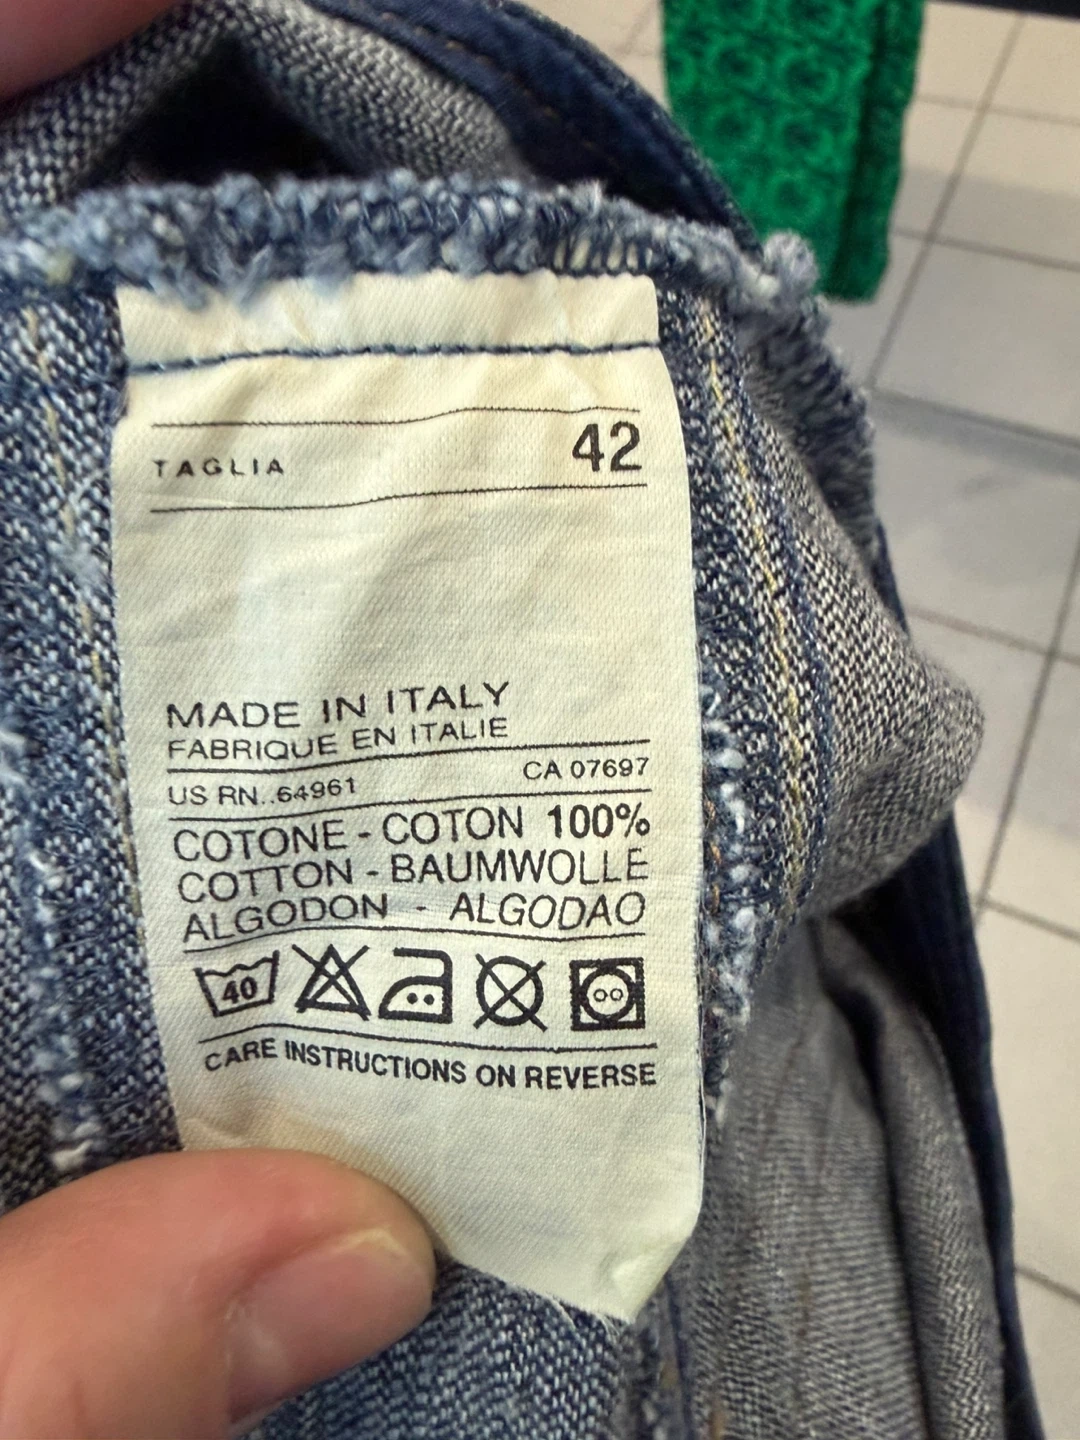 TAGLIA 42
MADE IN ITALY
FABRIQUE EN ITALIE
US RN..64961 CA 07697
COTONE - COTON 100%
COTTON - BAUMWOLLE
ALGODON - ALGODAO
40
CARE INSTRUCTIONS ON REVERSE